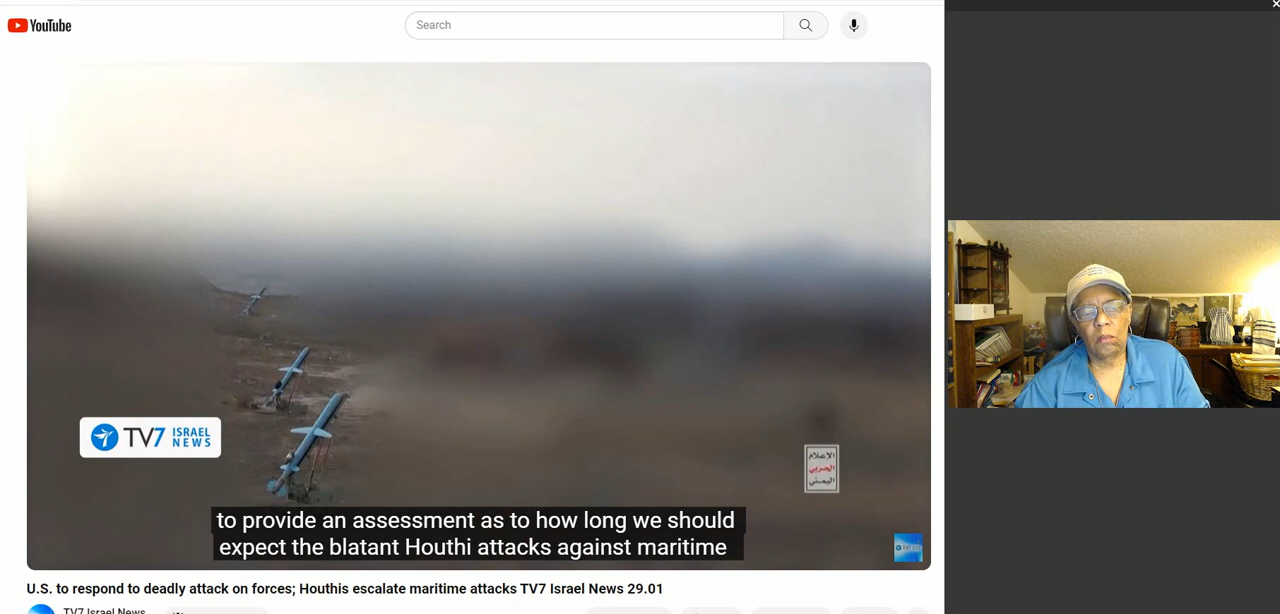 YouTube
Search
TV7 ISRAEL
NEWS
الإعلام
الحربي
اليمني
to provide an assessment as to how long we should
expect the blatant Houthi attacks against maritime
U.S. to respond to deadly attack on forces; Houthis escalate maritime attacks TV7 Israel News 29.01
TV7 Israel News